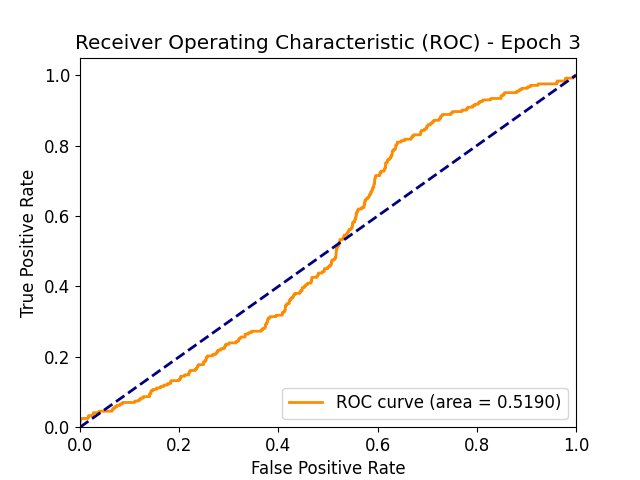 Receiver Operating Characteristic (ROC) - Epoch 3
True Positive Rate
1.0
0.8
0.6
0.4
0.2
0.0
ROC curve (area = 0.5190)
0.0 0.2 0.4 0.6 0.8 1.0
False Positive Rate